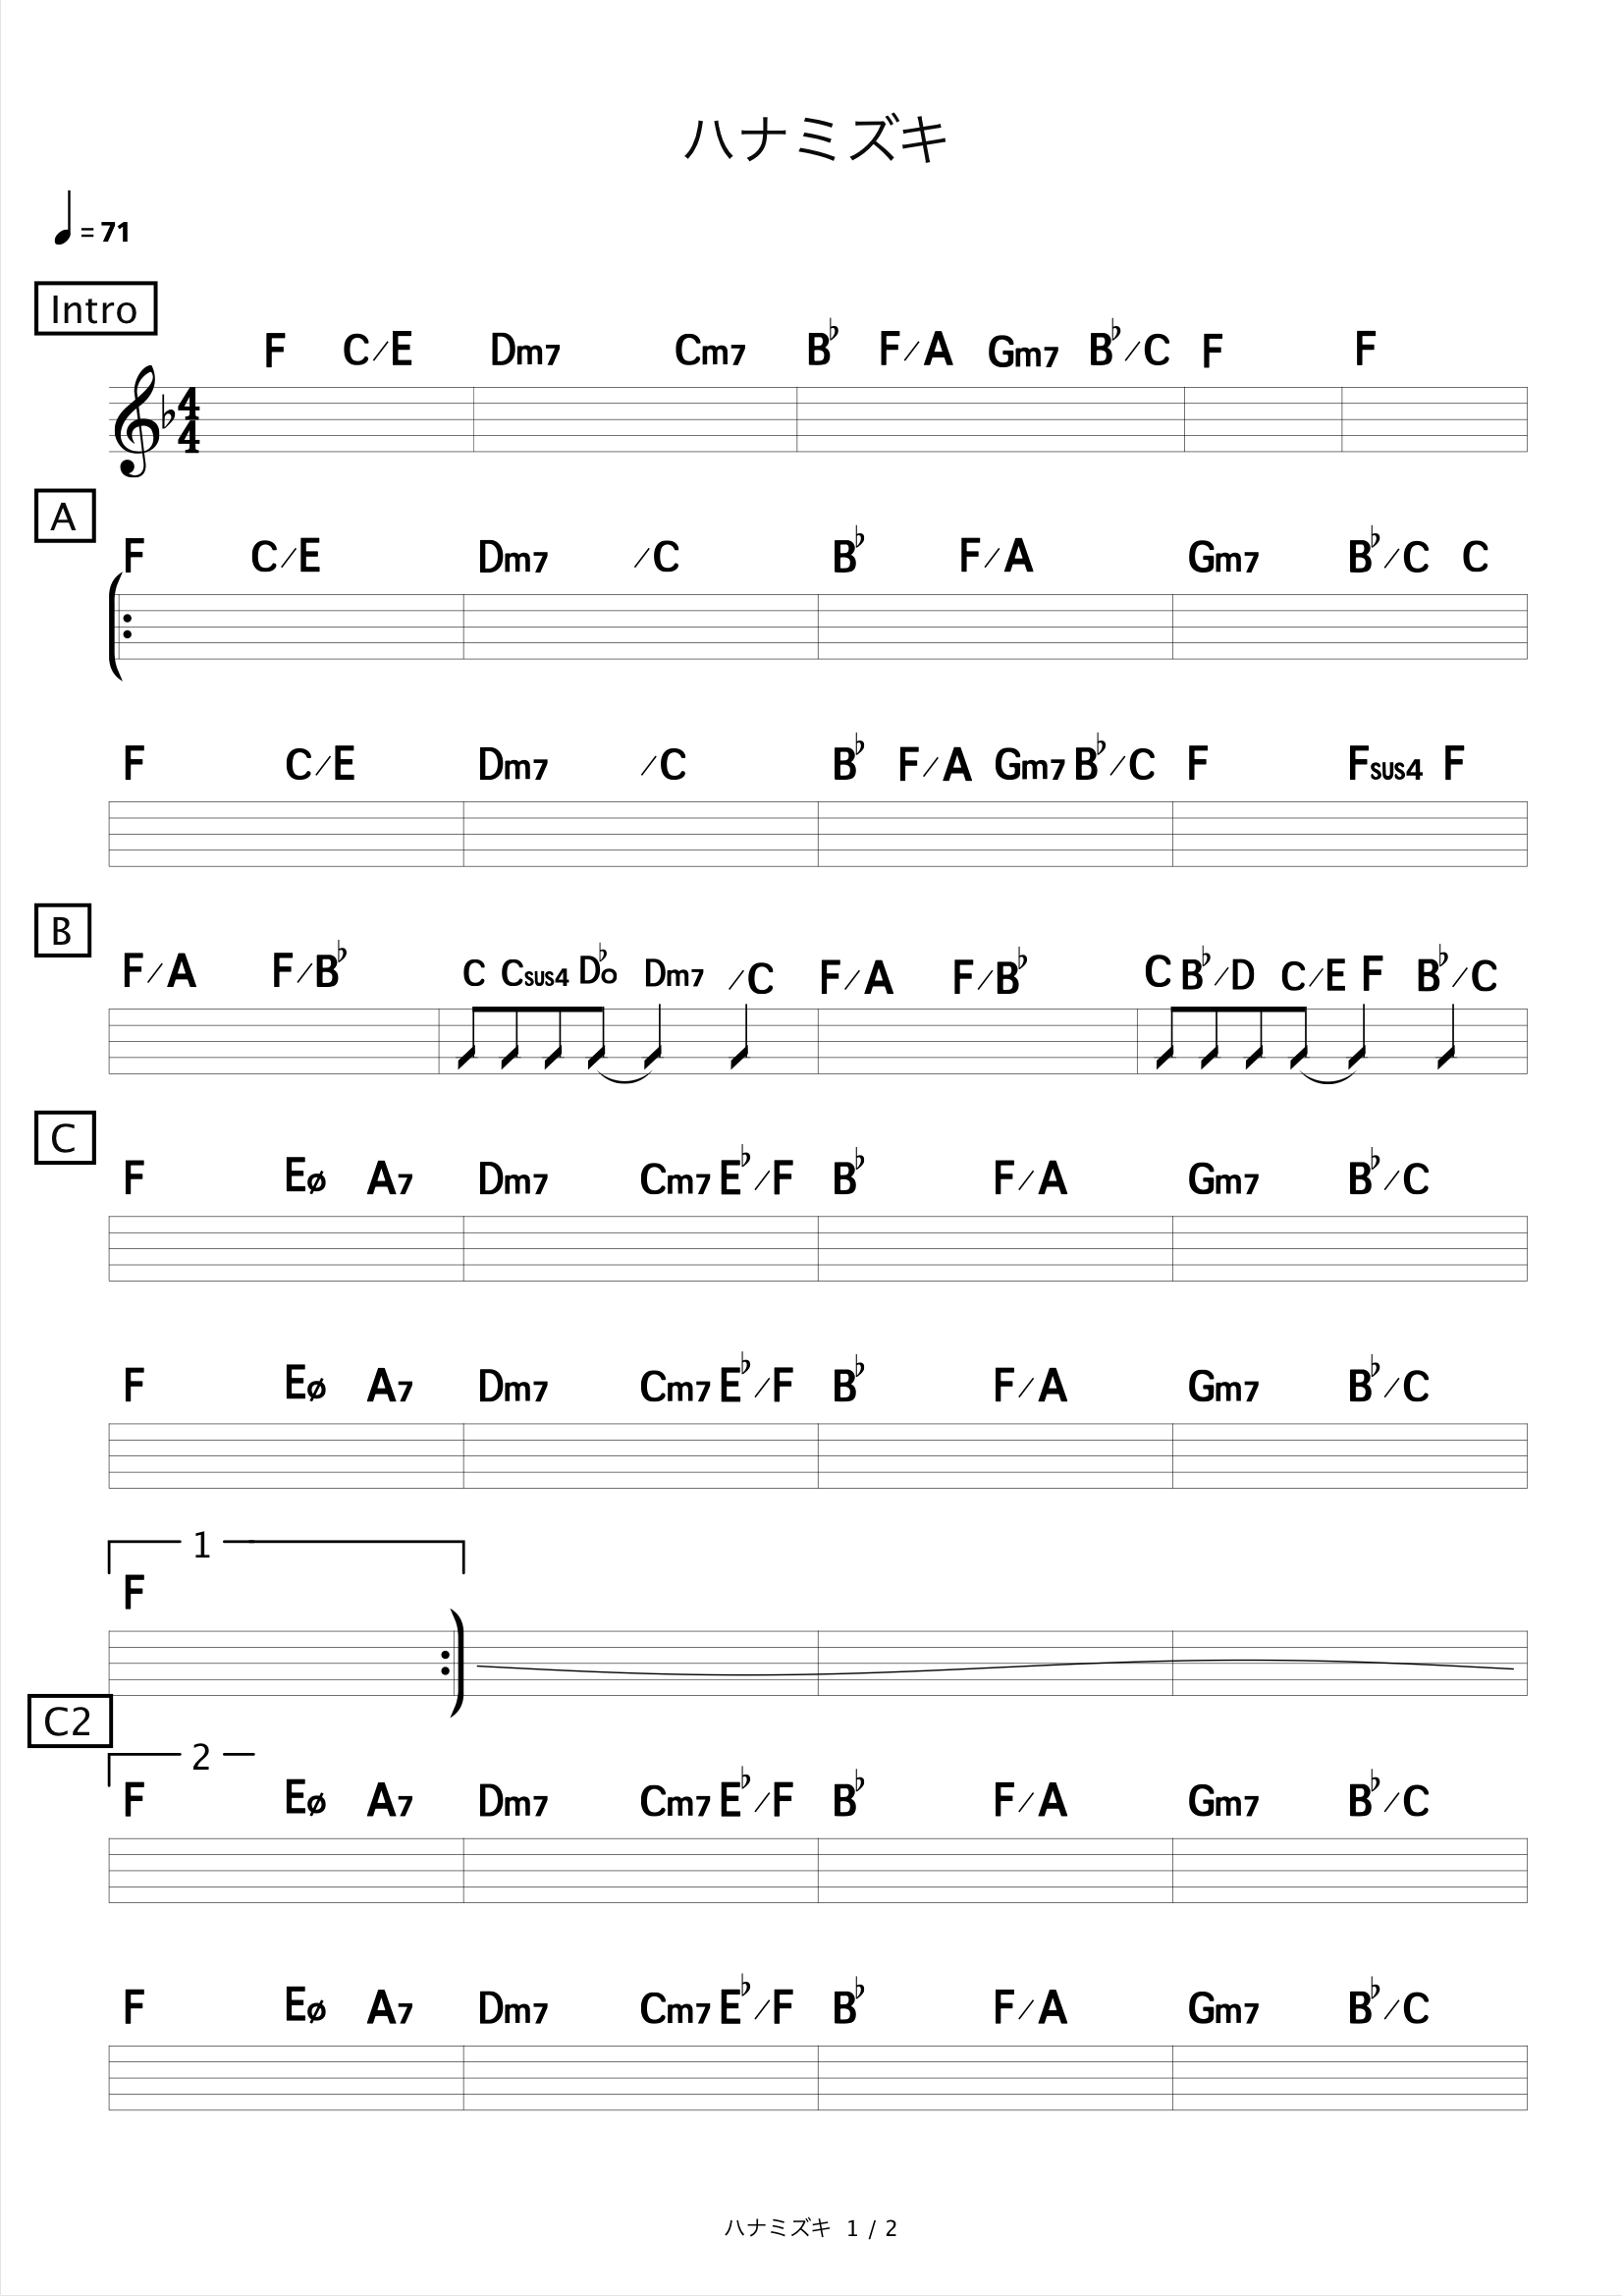 ハナミズキ
♩= 71
Intro
F C/E Dm7 Cm7 B♭ F/A Gm7 B♭/C F F
4/4
A
F C/E Dm7 /C B♭ F/A Gm7 B♭/C C
F C/E Dm7 /C B♭ F/A Gm7 B♭/C F Fsus4 F
B
F/A F/B♭ C Csus4 D♭o Dm7 /C F/A F/B♭ C B♭/D C/E F B♭/C
C
F Eø A7 Dm7 Cm7 E♭/F B♭ F/A Gm7 B♭/C
F Eø A7 Dm7 Cm7 E♭/F B♭ F/A Gm7 B♭/C
1
F
C2
2
F Eø A7 Dm7 Cm7 E♭/F B♭ F/A Gm7 B♭/C
F Eø A7 Dm7 Cm7 E♭/F B♭ F/A Gm7 B♭/C
ハナミズキ 1 / 2